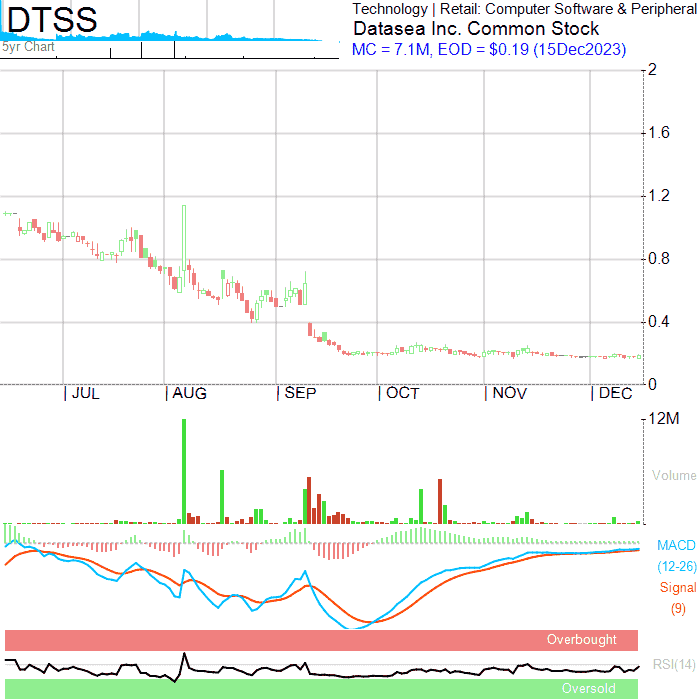 DTSS
5yr Chart
Technology | Retail: Computer Software & Peripheral
Datasea Inc. Common Stock
MC = 7.1M, EOD = $0.19 (15Dec2023)
2
1.6
1.2
0.8
0.4
0
JUL AUG SEP OCT NOV DEC
12M
Volume
MACD
(12-26)
Signal
(9)
Overbought
RSI(14)
Oversold